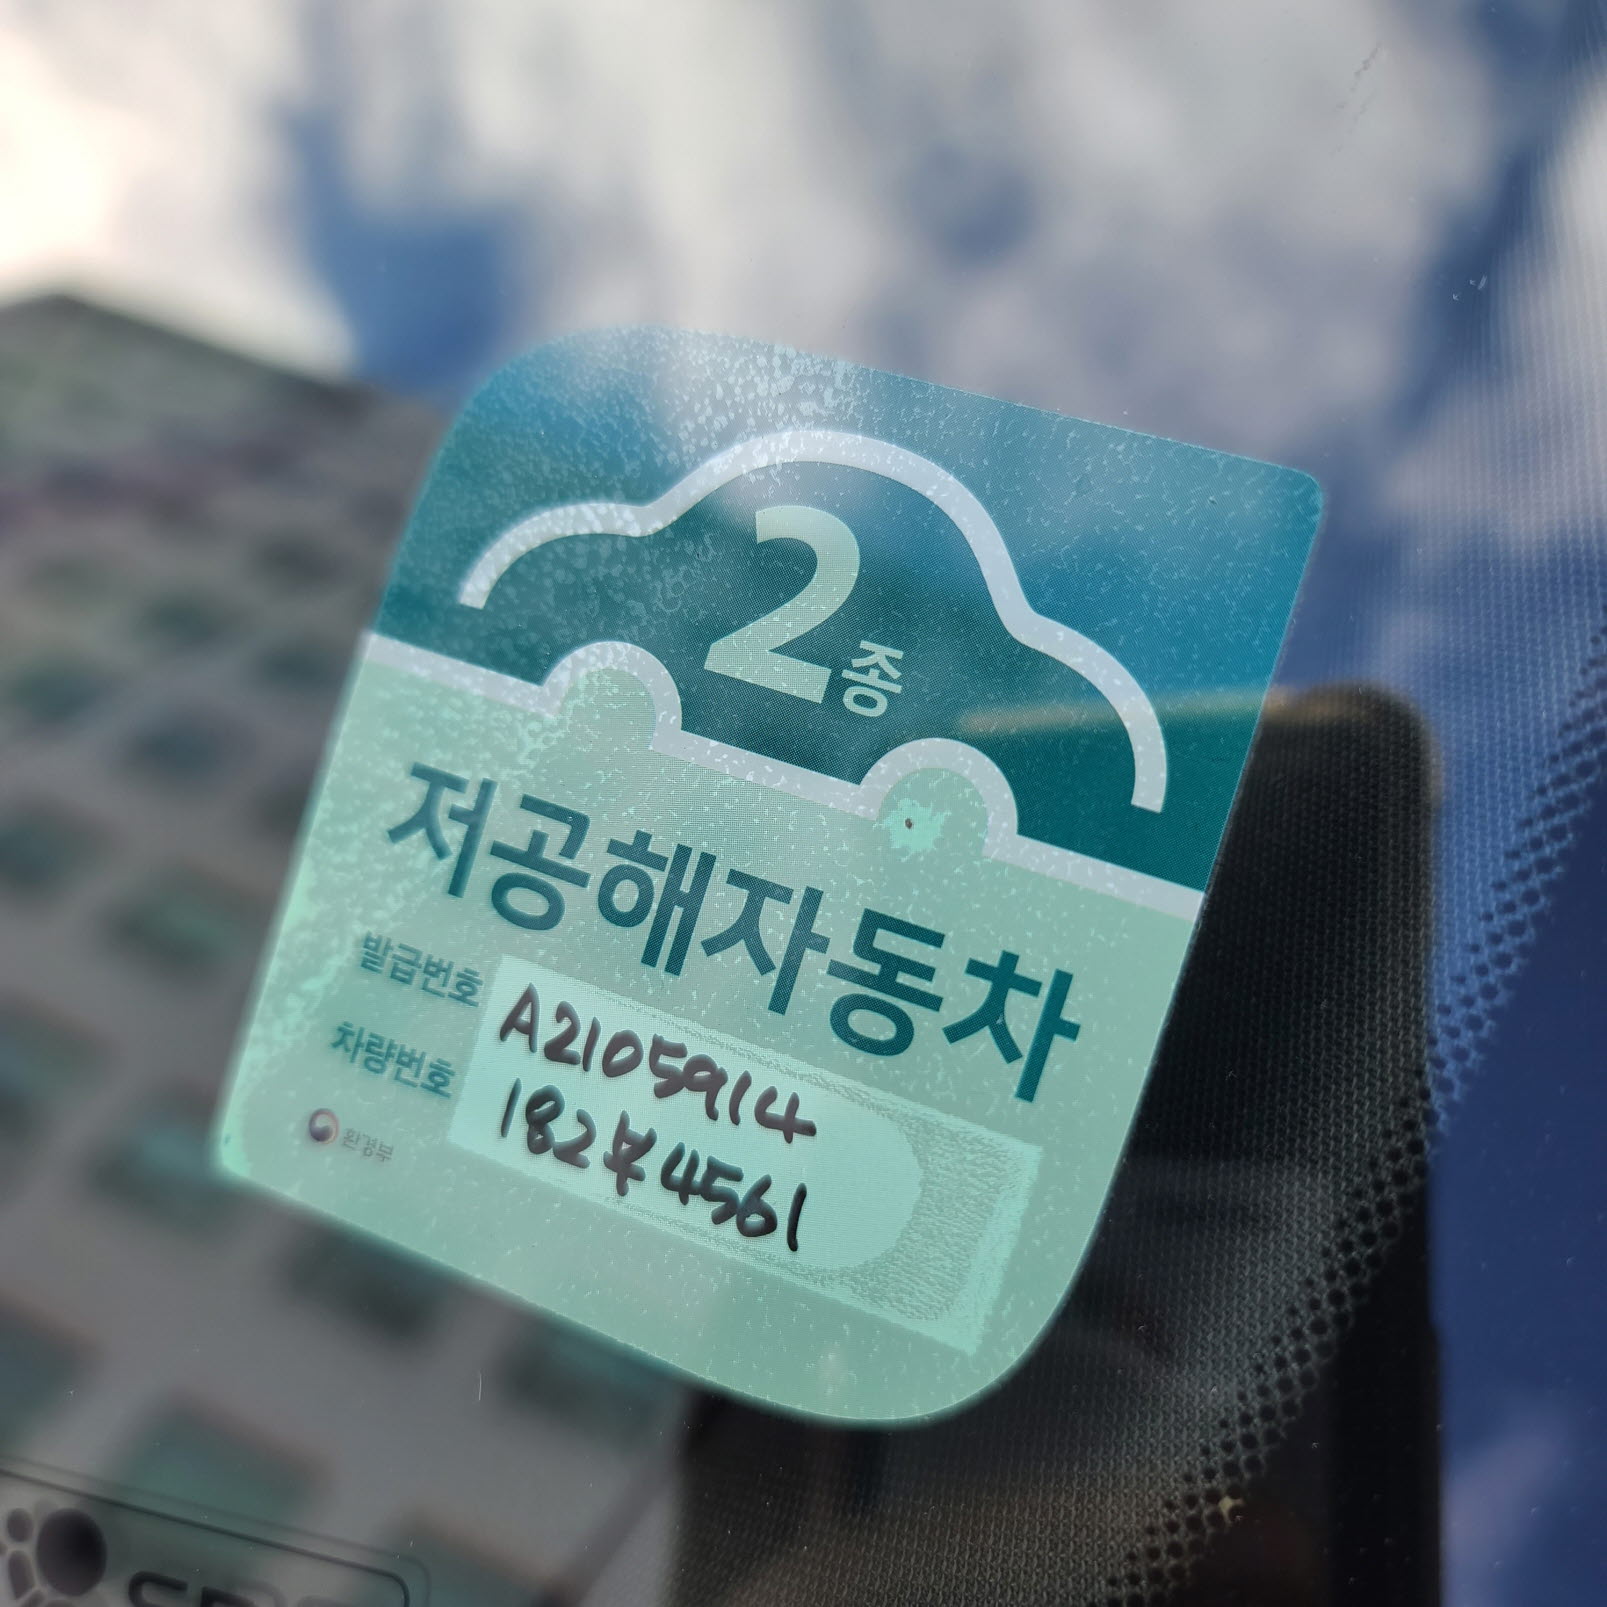 2종
저공해자동차
발급번호 A2105914
차량번호 182부4561
환경부